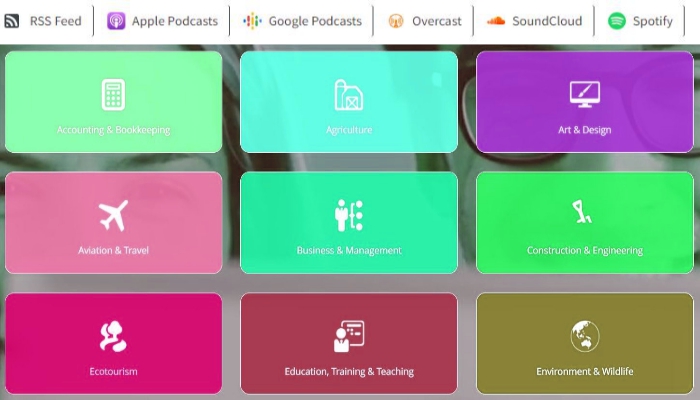 RSS Feed
Apple Podcasts
Google Podcasts
Overcast
SoundCloud
Spotify
Accounting & Bookkeeping
Agriculture
Art & Design
Aviation & Travel
Business & Management
Construction & Engineering
Ecotourism
Education, Training & Teaching
Environment & Wildlife